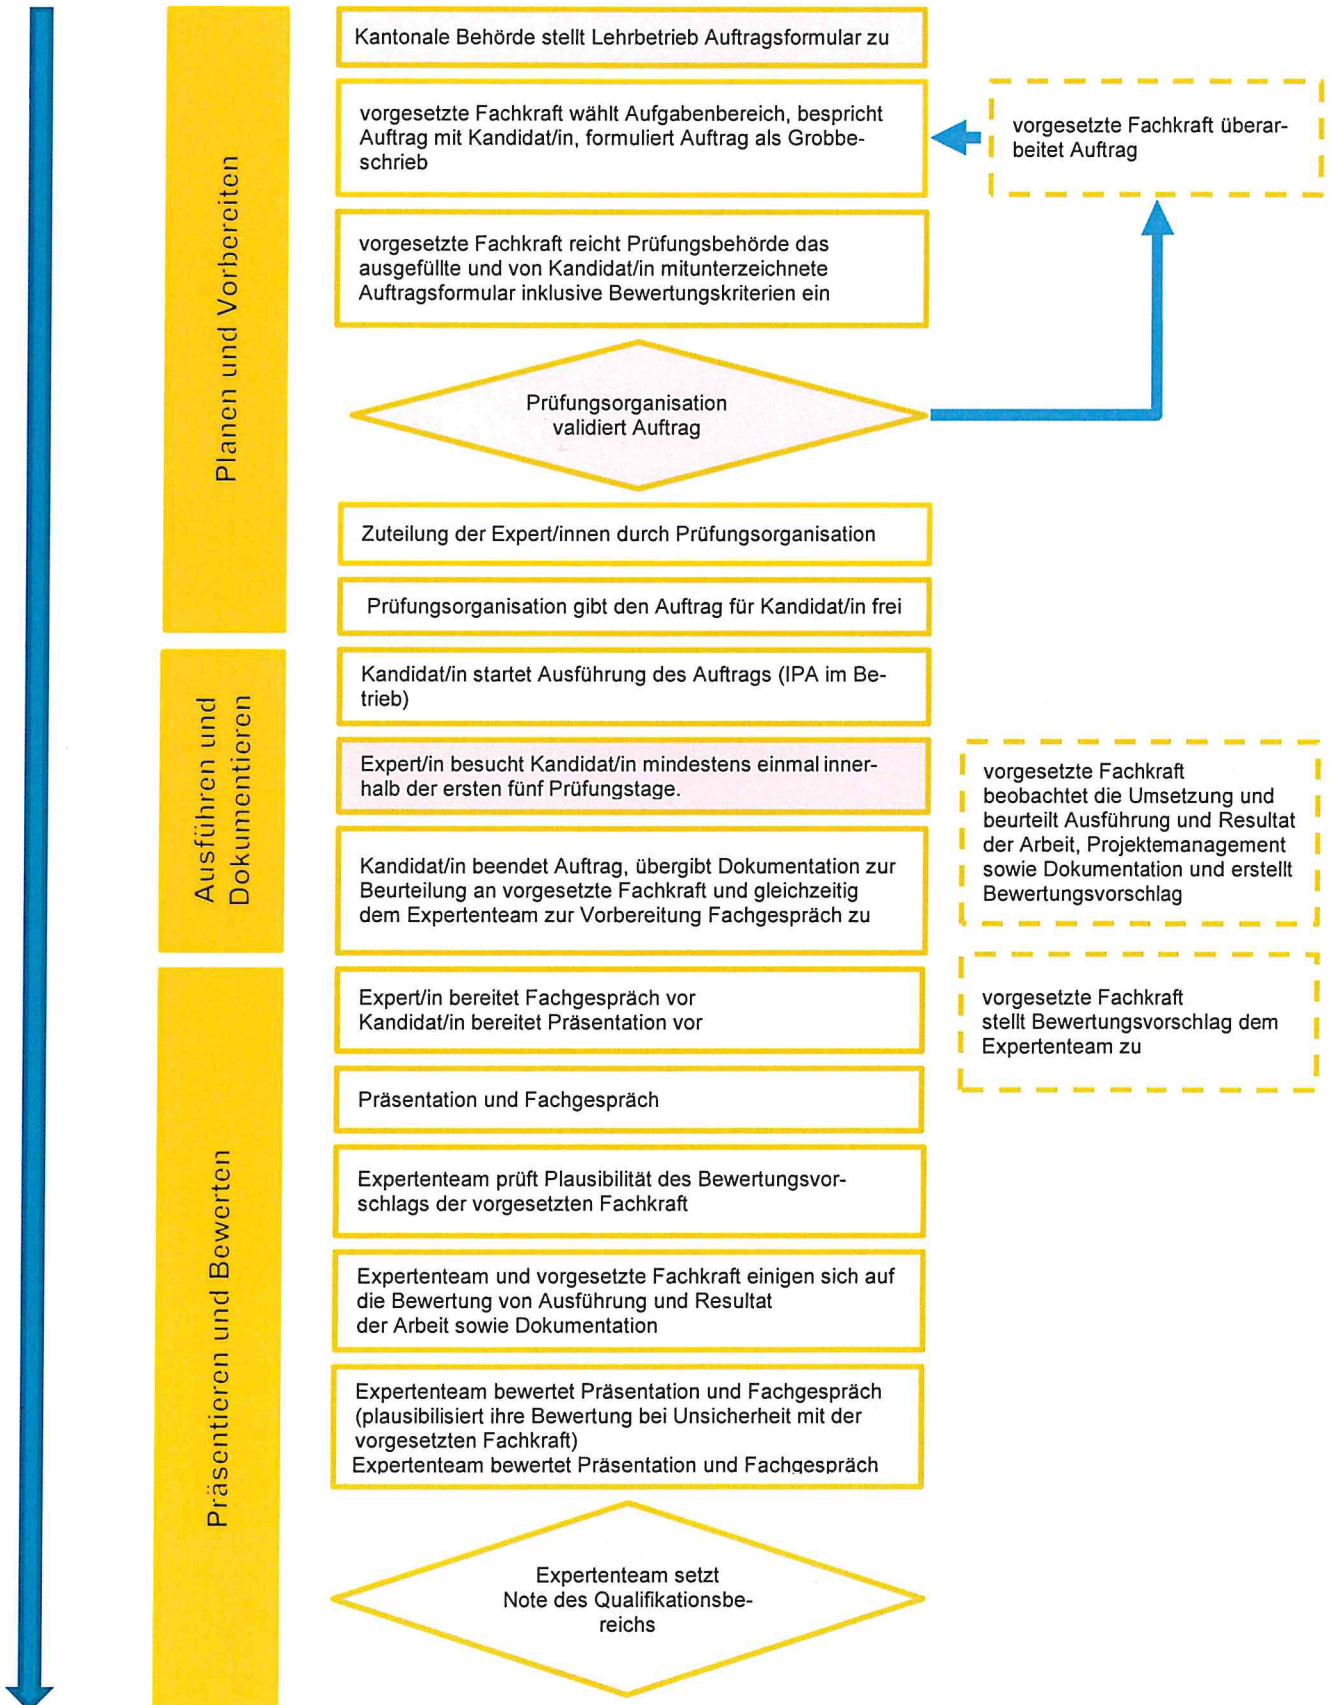 Planen und Vorbereiten
Kantonale Behörde stellt Lehrbetrieb Auftragsformular zu
vorgesetzte Fachkraft wählt Aufgabenbereich, bespricht
Auftrag mit Kandidat/in, formuliert Auftrag als Grobbe-
schrieb
vorgesetzte Fachkraft überar-
beitet Auftrag
vorgesetzte Fachkraft reicht Prüfungsbehörde das
ausgefüllte und von Kandidat/in mitunterzeichnete
Auftragsformular inklusive Bewertungskriterien ein
Prüfungsorganisation
validiert Auftrag
Zuteilung der Expert/innen durch Prüfungsorganisation
Prüfungsorganisation gibt den Auftrag für Kandidat/in frei
Ausführen und
Dokumentieren
Kandidat/in startet Ausführung des Auftrags (IPA im Be-
trieb)
Expert/in besucht Kandidat/in mindestens einmal inner-
halb der ersten fünf Prüfungstage.
Kandidat/in beendet Auftrag, übergibt Dokumentation zur
Beurteilung an vorgesetzte Fachkraft und gleichzeitig
dem Expertenteam zur Vorbereitung Fachgespräch zu
vorgesetzte Fachkraft
beobachtet die Umsetzung und
beurteilt Ausführung und Resultat
der Arbeit, Projektemanagement
sowie Dokumentation und erstellt
Bewertungsvorschlag
Präsentieren und Bewerten
Expert/in bereitet Fachgespräch vor
Kandidat/in bereitet Präsentation vor
vorgesetzte Fachkraft
stellt Bewertungsvorschlag dem
Expertenteam zu
Präsentation und Fachgespräch
Expertenteam prüft Plausibilität des Bewertungsvor-
schlags der vorgesetzten Fachkraft
Expertenteam und vorgesetzte Fachkraft einigen sich auf
die Bewertung von Ausführung und Resultat
der Arbeit sowie Dokumentation
Expertenteam bewertet Präsentation und Fachgespräch
(plausibilisiert ihre Bewertung bei Unsicherheit mit der
vorgesetzten Fachkraft)
Expertenteam bewertet Präsentation und Fachgespräch
Expertenteam setzt
Note des Qualifikationsbe-
reichs